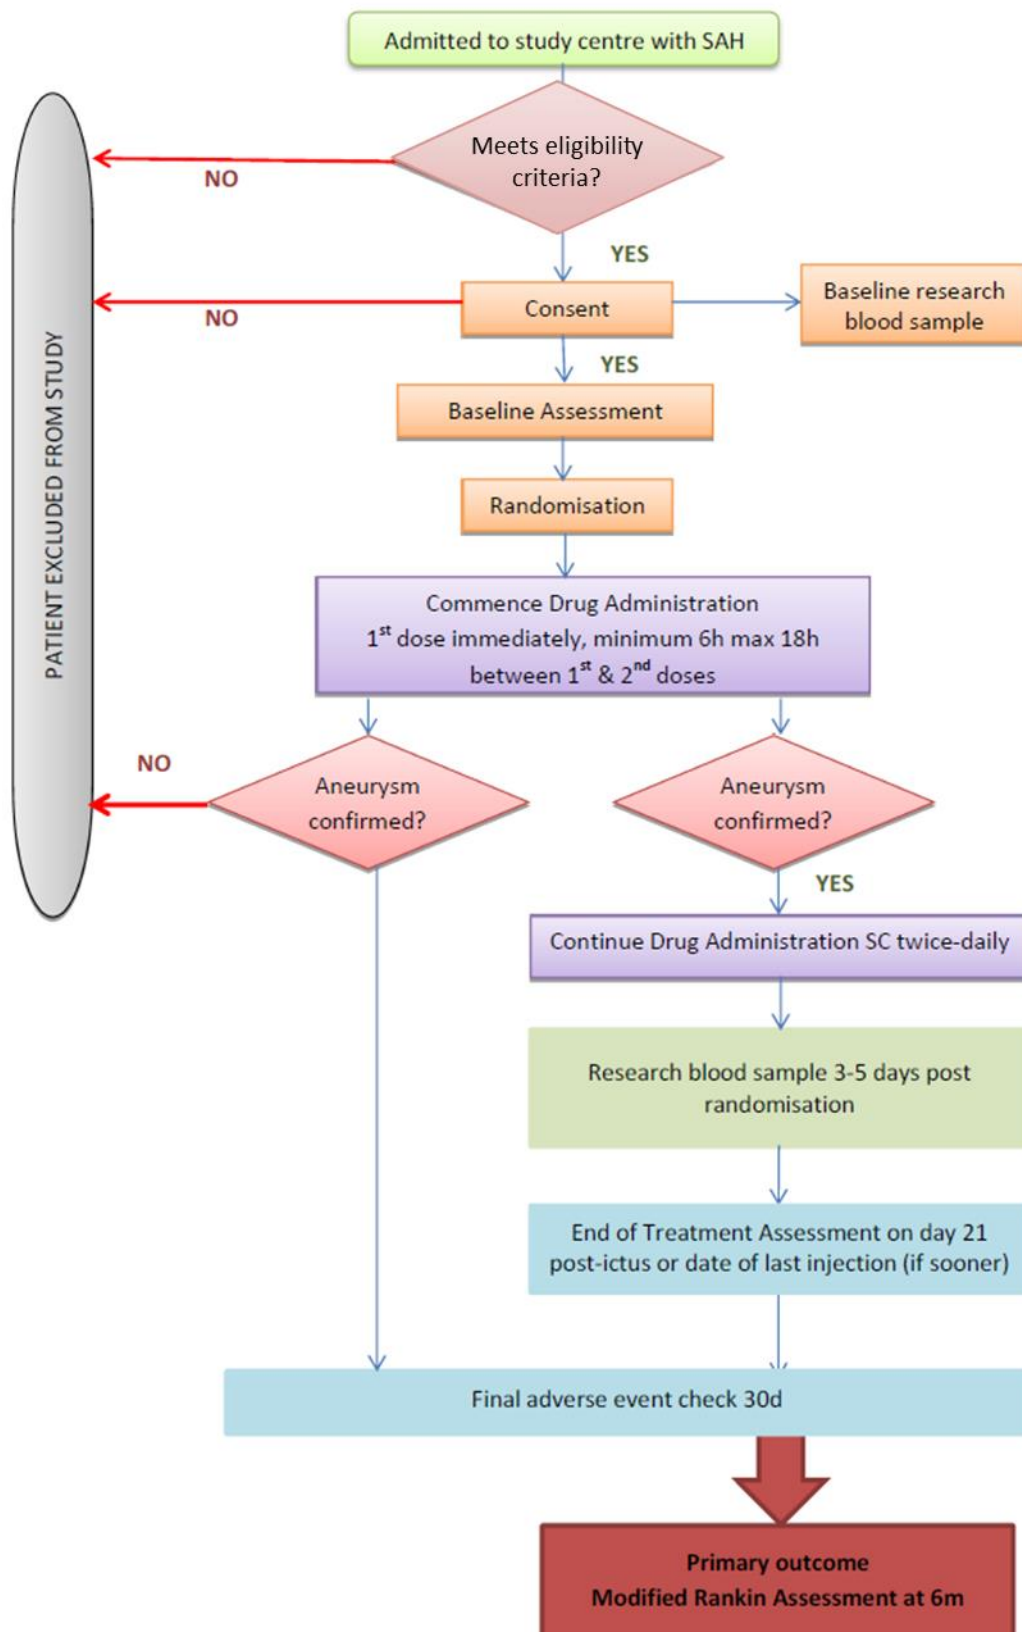 Admitted to study centre with SAH
Meets eligibility
criteria?
NO
YES
Consent
Baseline research
blood sample
NO
YES
PATIENT EXCLUDED FROM STUDY
Baseline Assessment
Randomisation
Commence Drug Administration
1st dose immediately, minimum 6h max 18h
between 1st & 2nd doses
NO
Aneurysm
confirmed?
Aneurysm
confirmed?
YES
Continue Drug Administration SC twice-daily
Research blood sample 3-5 days post
randomisation
End of Treatment Assessment on day 21
post-ictus or date of last injection (if sooner)
Final adverse event check 30d
Primary outcome
Modified Rankin Assessment at 6m